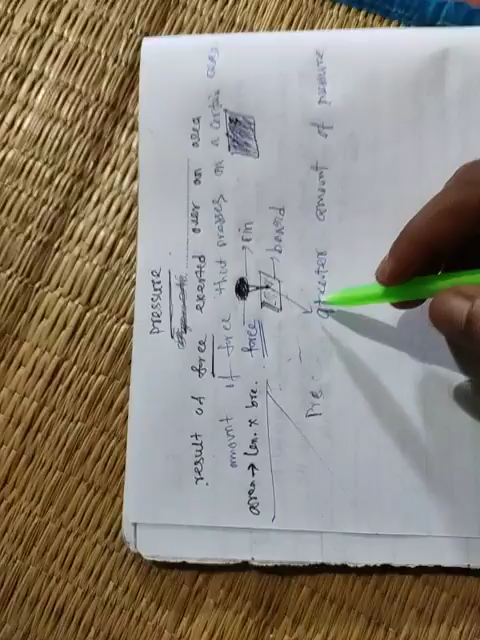 pressure
result of force exerted over an area
amount of force that presses on a certain area
area → len. × bre. force
pin
board
Pre
greater amount of pressure